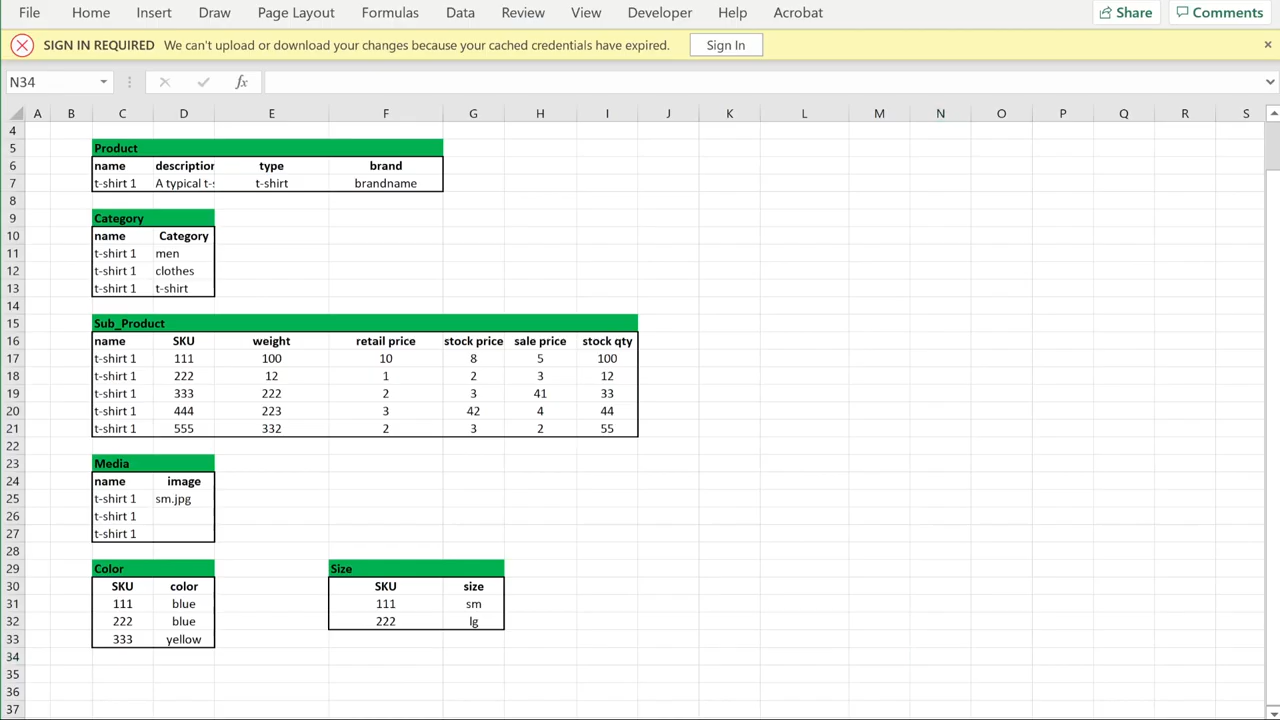 File Home Insert Draw Page Layout Formulas Data Review View Developer Help Acrobat Share Comments
SIGN IN REQUIRED We can't upload or download your changes because your cached credentials have expired. Sign In
N34 fx
A B C D E F G H I J K L M N O P Q R S
4
5 Product
6 name description type brand
7 t-shirt 1 A typical t-s t-shirt brandname
8
9 Category
10 name Category
11 t-shirt 1 men
12 t-shirt 1 clothes
13 t-shirt 1 t-shirt
14
15 Sub_Product
16 name SKU weight retail price stock price sale price stock qty
17 t-shirt 1 111 100 10 8 5 100
18 t-shirt 1 222 12 1 2 3 12
19 t-shirt 1 333 222 2 3 41 33
20 t-shirt 1 444 223 3 42 4 44
21 t-shirt 1 555 332 2 3 2 55
22
23 Media
24 name image
25 t-shirt 1 sm.jpg
26 t-shirt 1
27 t-shirt 1
28
29 Color Size
30 SKU color SKU size
31 111 blue 111 sm
32 222 blue 222 lg
33 333 yellow
34
35
36
37